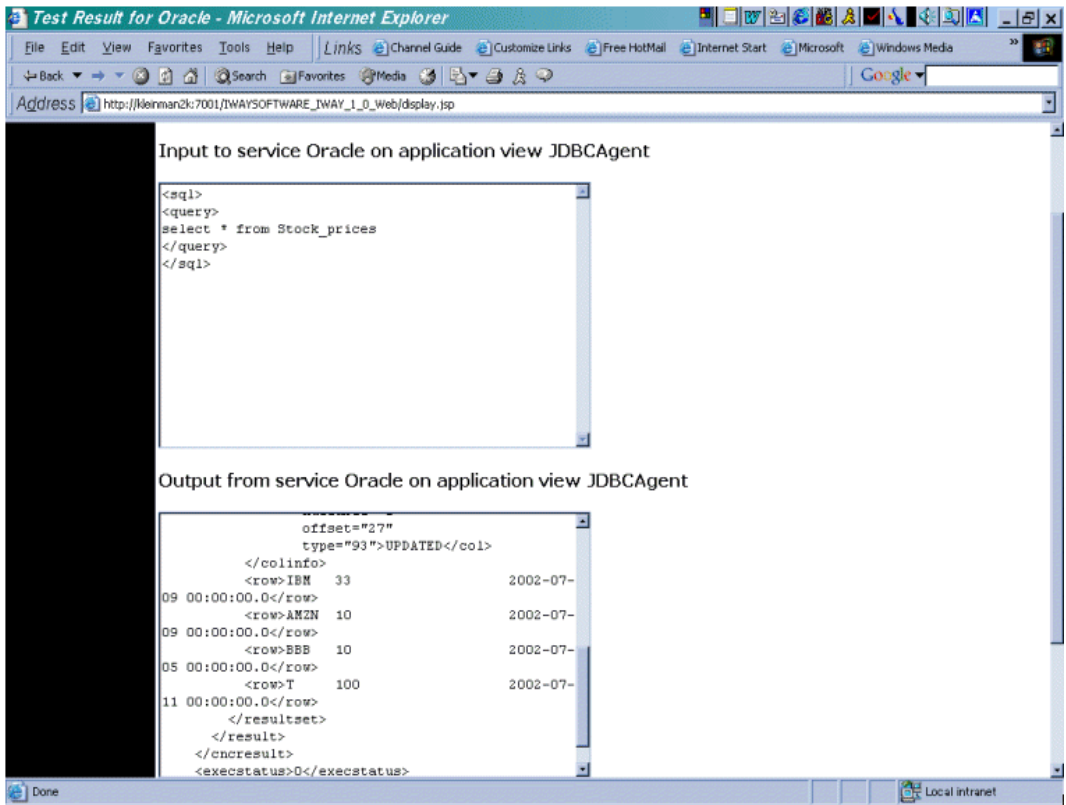 Test Result for Oracle - Microsoft Internet Explorer
File Edit View Favorites Tools Help Links Channel Guide Customize Links Free HotMail Internet Start Microsoft Windows Media »
Back Search Favorites Media Google
Address http://kleinman2k:7001/IWAYSOFTWARE_IWAY_1_0_Web/display.jsp
Input to service Oracle on application view JDBCAgent
<sql>
<query>
select * from Stock_prices
</query>
</sql>
Output from service Oracle on application view JDBCAgent
offset="27"
type="93">UPDATED</col>
</colinfo>
<row>IBM 33 2002-07-
09 00:00:00.0</row>
<row>AMZN 10 2002-07-
09 00:00:00.0</row>
<row>BBB 10 2002-07-
05 00:00:00.0</row>
<row>T 100 2002-07-
11 00:00:00.0</row>
</resultset>
</result>
</cncresult>
<execstatus>0</execstatus>
Done Local intranet